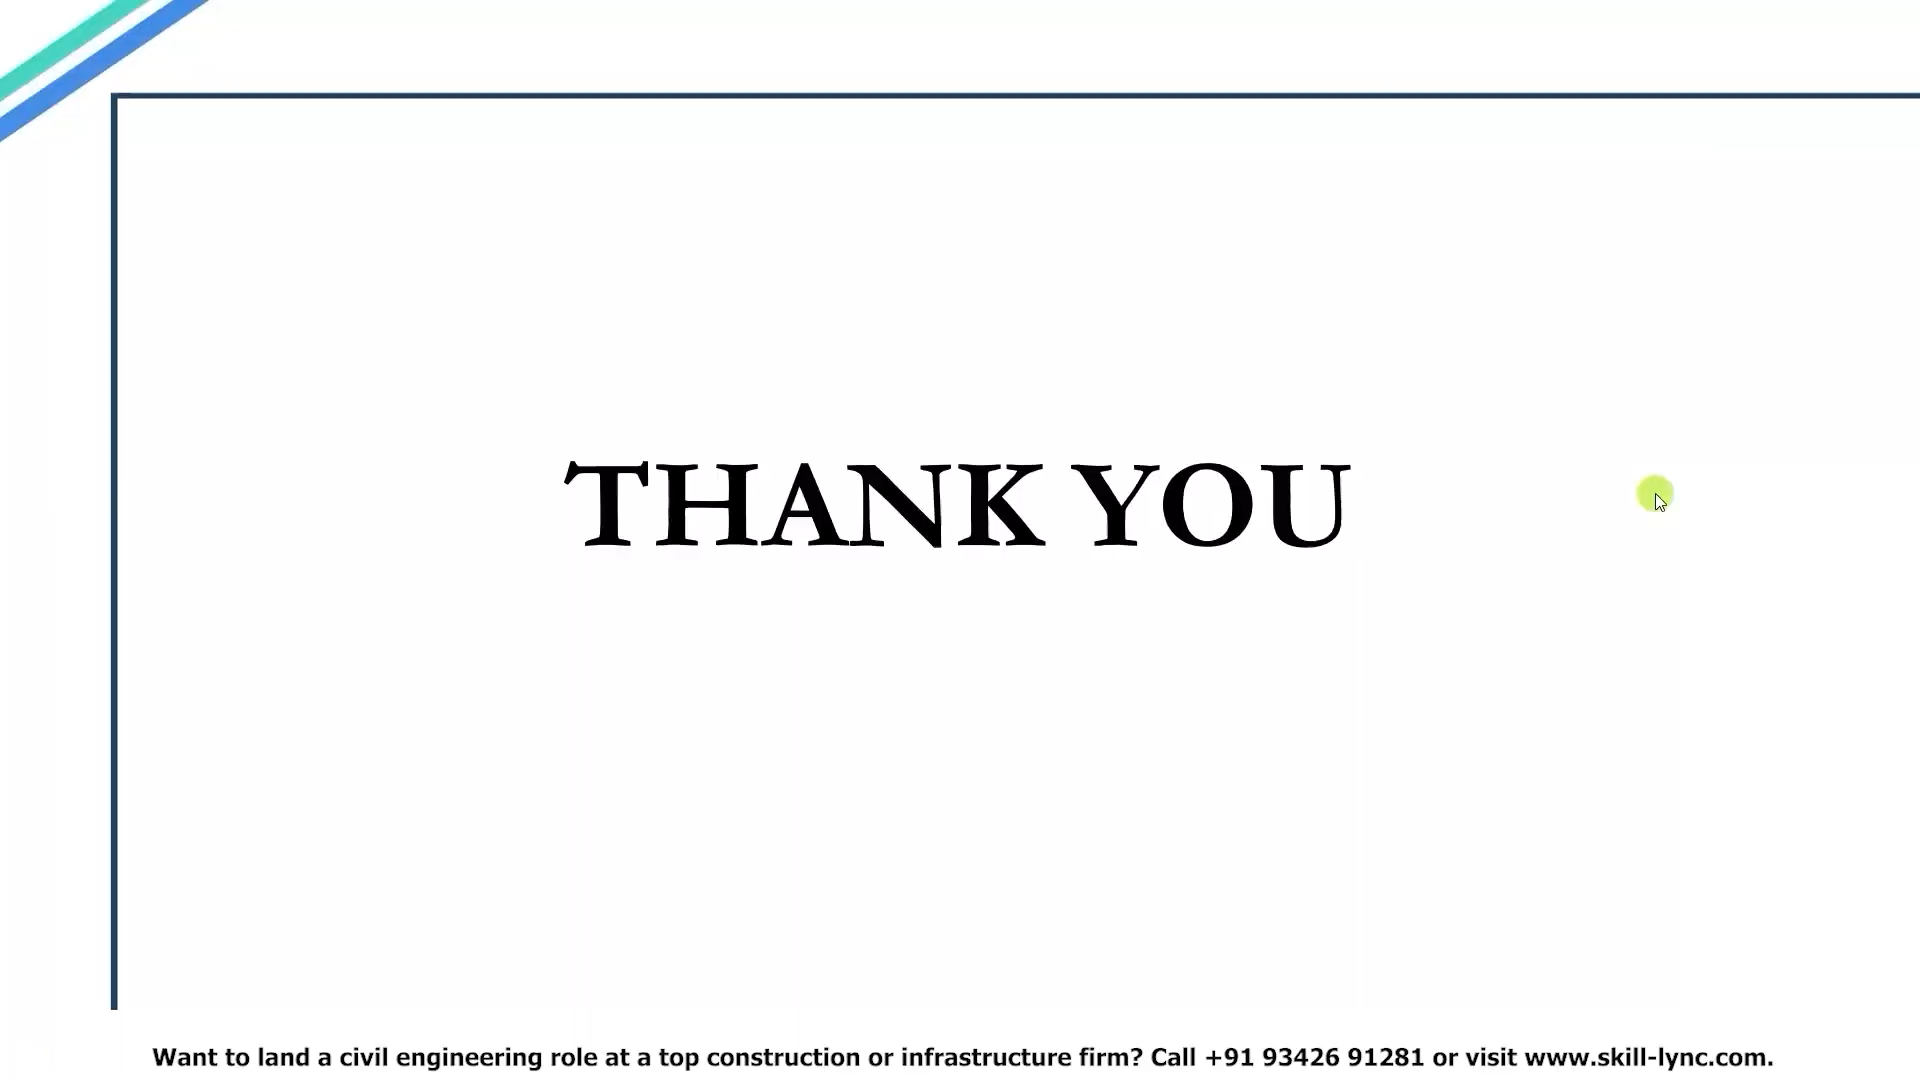 THANK YOU
Want to land a civil engineering role at a top construction or infrastructure firm? Call +91 93426 91281 or visit www.skill-lync.com.